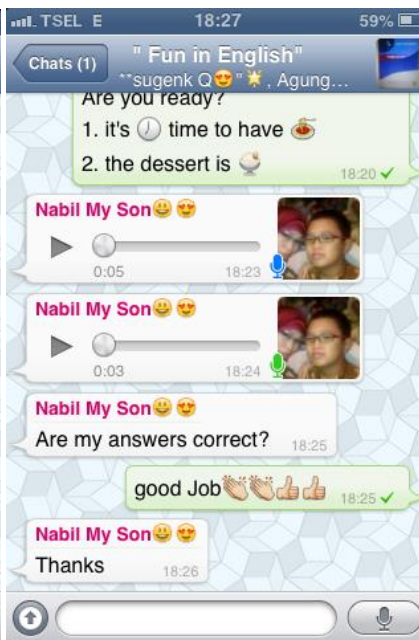 TSEL E 18:27 59%
Chats (1) " Fun in English"
**sugenk Q😍"🌟, Agung...
Are you ready?
1. it's 🕖 time to have 🍝
2. the dessert is 🍨
18:20 ✓
Nabil My Son😃😍
0:05 18:23
Nabil My Son😃😍
0:03 18:24
Nabil My Son😃😍
Are my answers correct? 18:25
good Job👏👏👍👍 18:25 ✓
Nabil My Son😃😍
Thanks 18:26